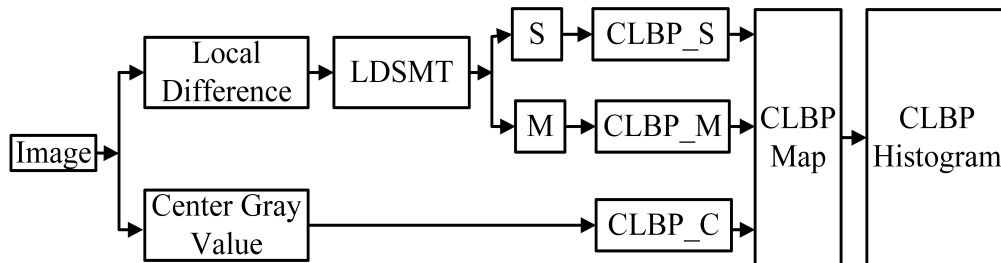 Image
Local
Difference
LDSMT
S
CLBP_S
M
CLBP_M
Center Gray
Value
CLBP_C
CLBP
Map
CLBP
Histogram